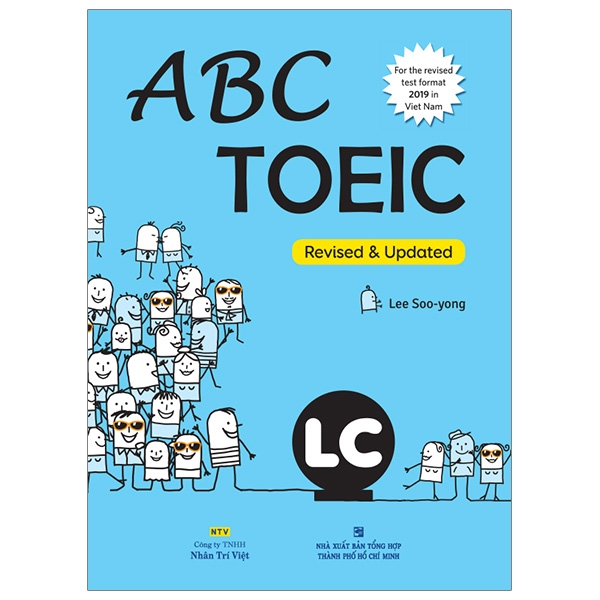 ABC
TOEIC
For the revised
test format
2019 in
Viet Nam
Revised & Updated
Lee Soo-yong
LC
NTV
Công ty TNHH
Nhân Trí Việt
NHÀ XUẤT BẢN TỔNG HỢP
THÀNH PHỐ HỒ CHÍ MINH